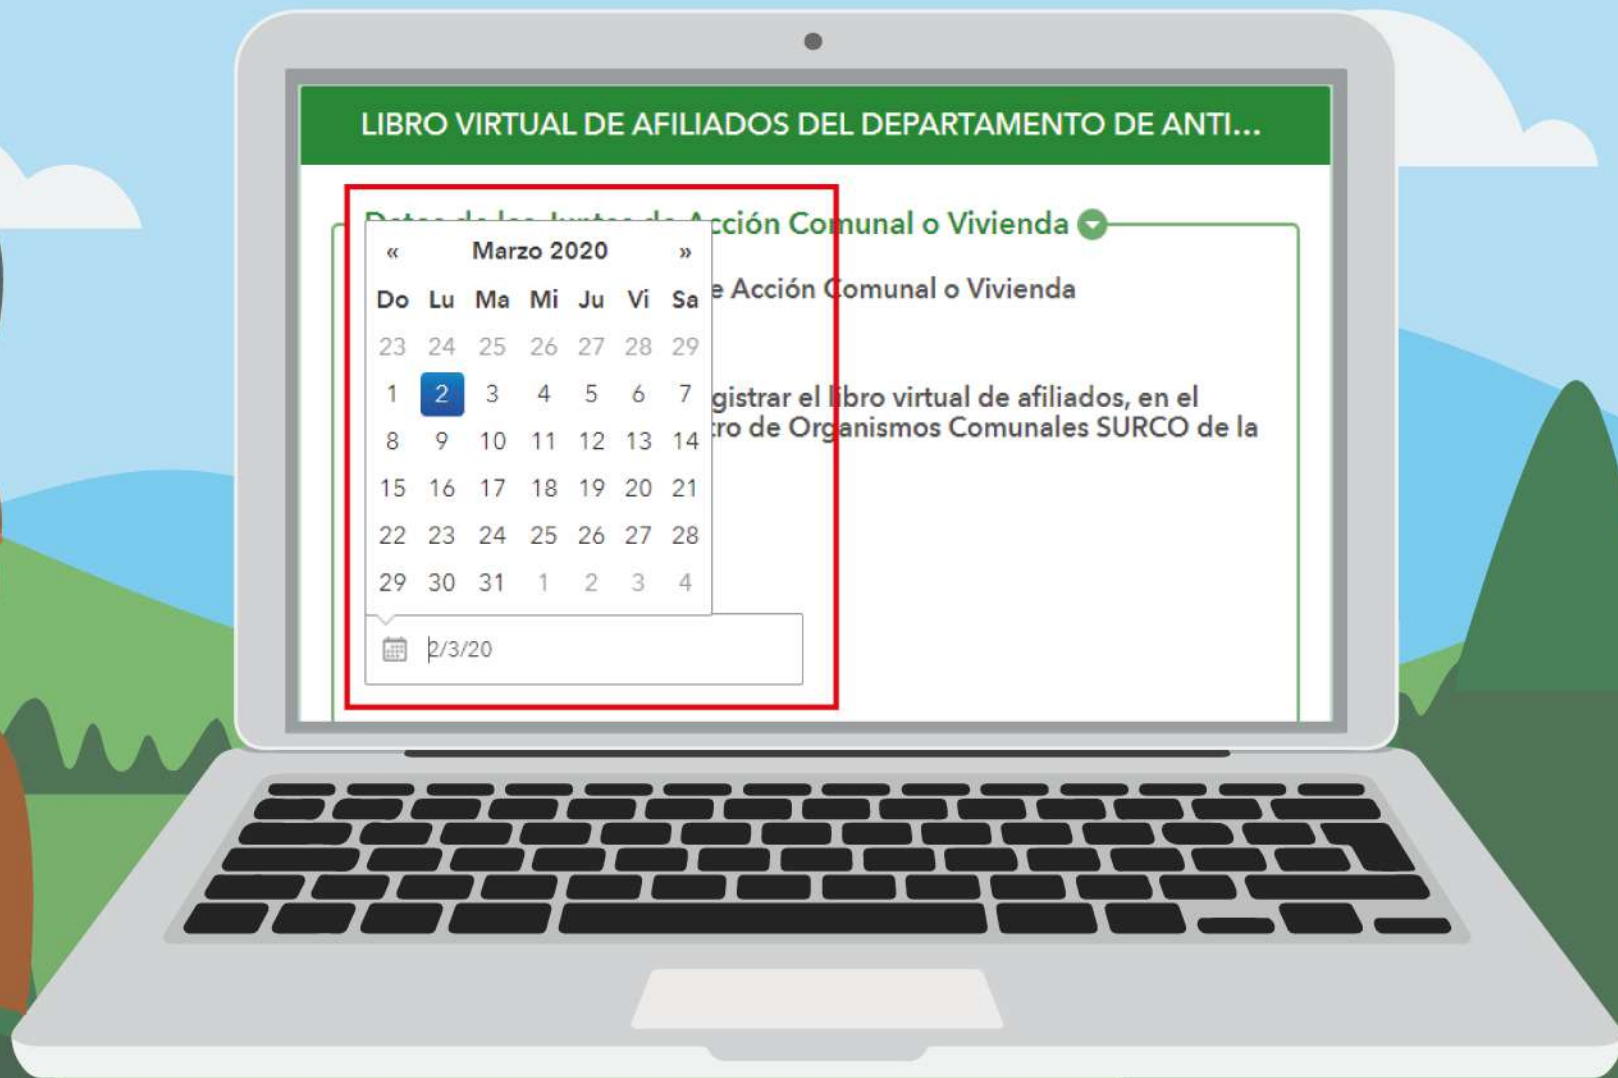 LIBRO VIRTUAL DE AFILIADOS DEL DEPARTAMENTO DE ANTI...
Acción Comunal o Vivienda
« Marzo 2020 »
Do Lu Ma Mi Ju Vi Sa
e Acción Comunal o Vivienda
23 24 25 26 27 28 29
1 2 3 4 5 6 7
gistrar el libro virtual de afiliados, en el
8 9 10 11 12 13 14
tro de Organismos Comunales SURCO de la
15 16 17 18 19 20 21
22 23 24 25 26 27 28
29 30 31 1 2 3 4
2/3/20